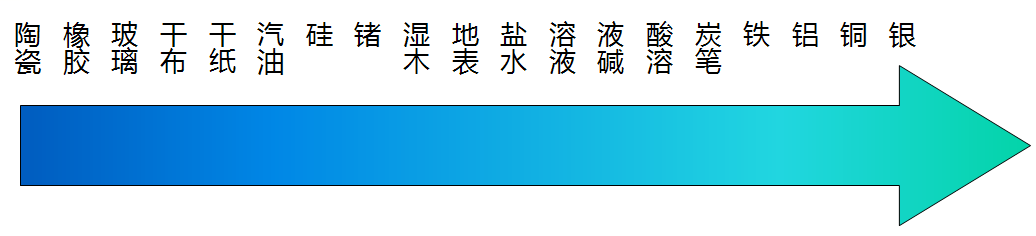 陶瓷
橡胶
玻璃
干布
干纸
汽油
硅
锗
湿木
地表
盐水
溶液
液碱
酸溶
炭笔
铁
铝
铜
银